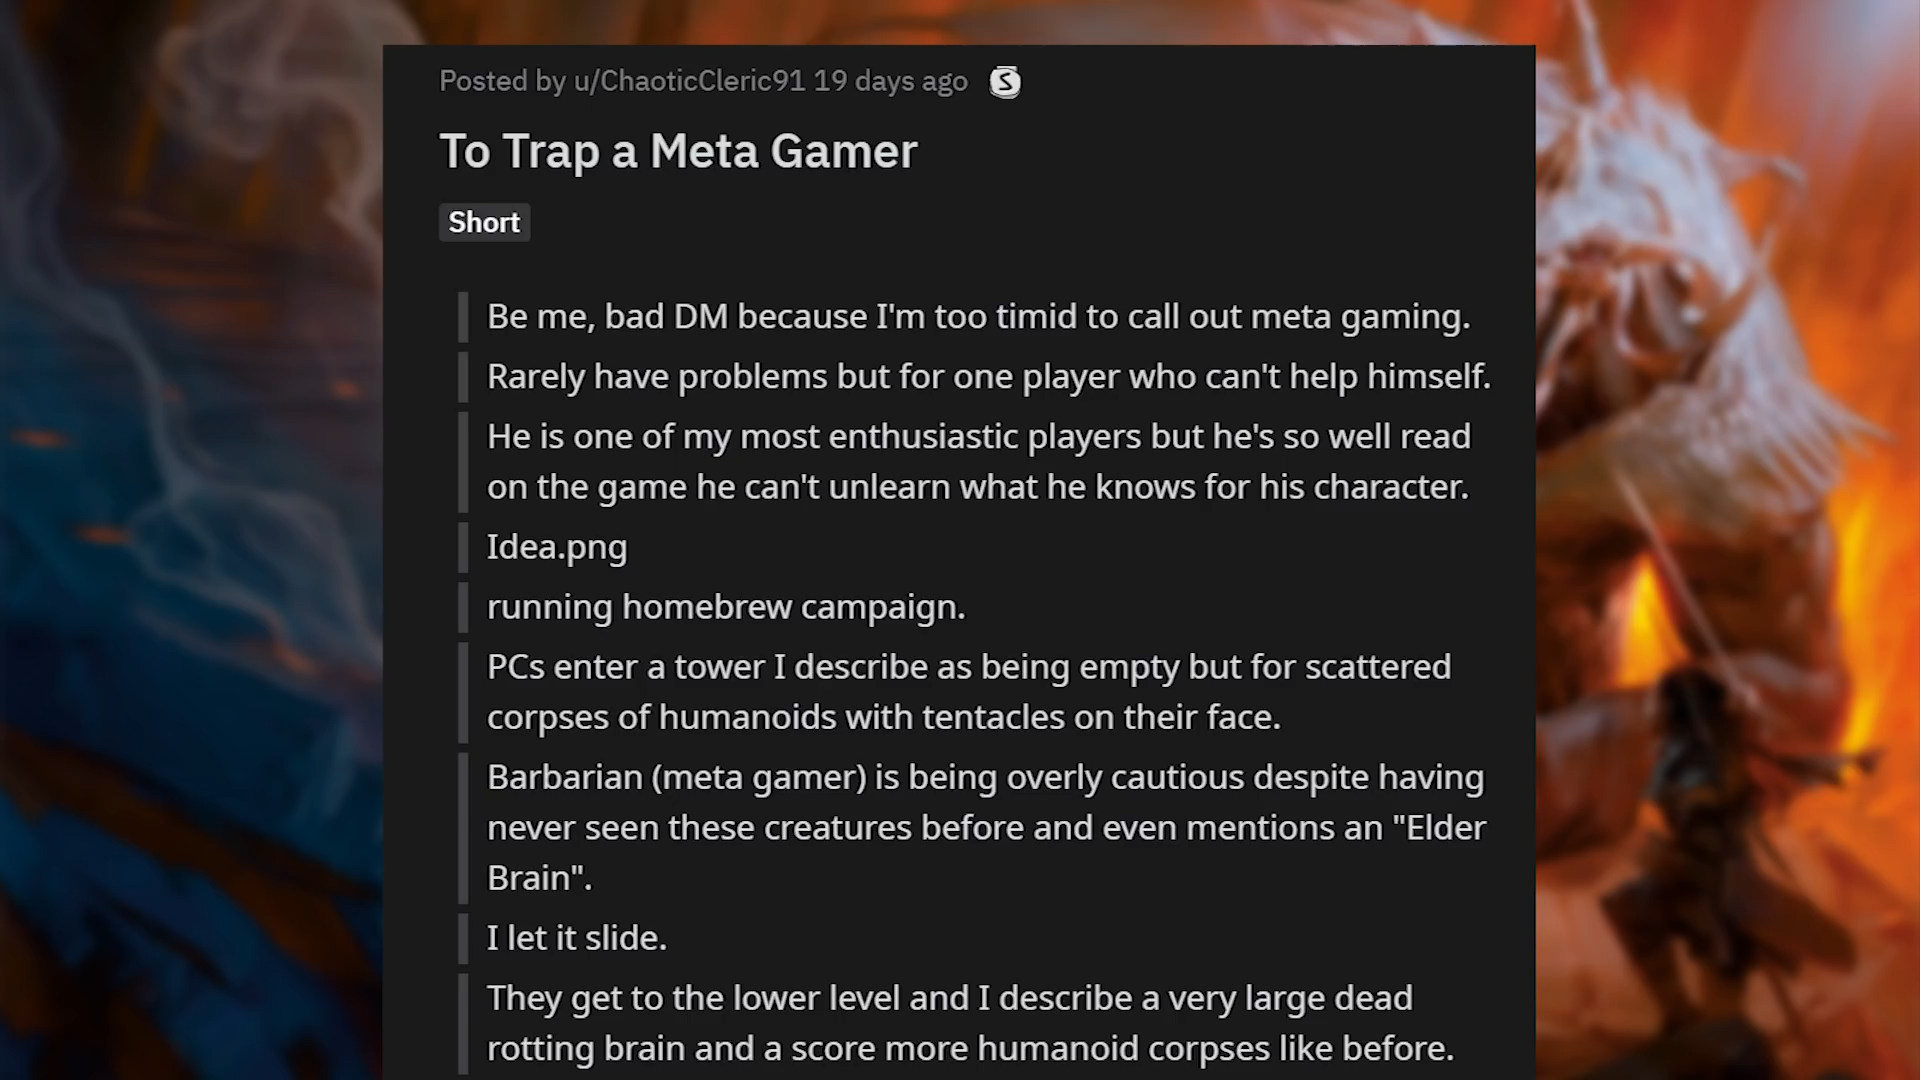 Posted by u/ChaoticCleric91 19 days ago S
To Trap a Meta Gamer
Short
Be me, bad DM because I'm too timid to call out meta gaming.
Rarely have problems but for one player who can't help himself.
He is one of my most enthusiastic players but he's so well read
on the game he can't unlearn what he knows for his character.
Idea.png
running homebrew campaign.
PCs enter a tower I describe as being empty but for scattered
corpses of humanoids with tentacles on their face.
Barbarian (meta gamer) is being overly cautious despite having
never seen these creatures before and even mentions an "Elder
Brain".
I let it slide.
They get to the lower level and I describe a very large dead
rotting brain and a score more humanoid corpses like before.